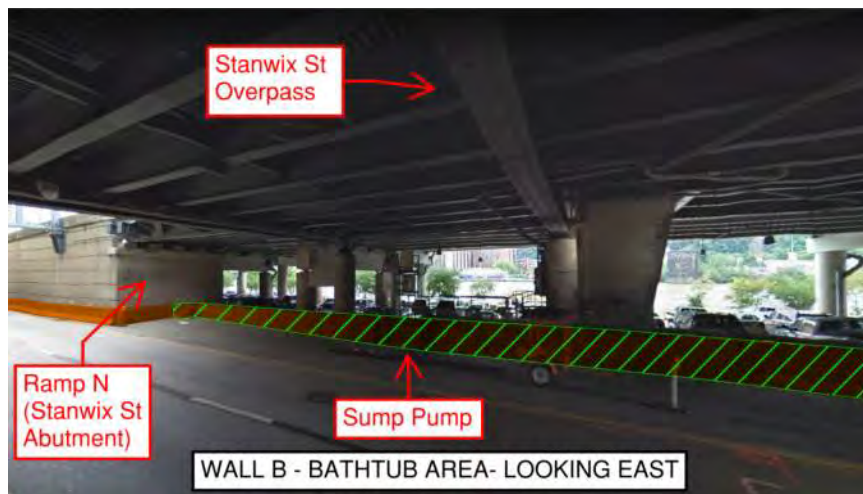 Stanwix St
Overpass
Ramp N
(Stanwix St
Abutment)
Sump Pump
WALL B - BATHTUB AREA- LOOKING EAST